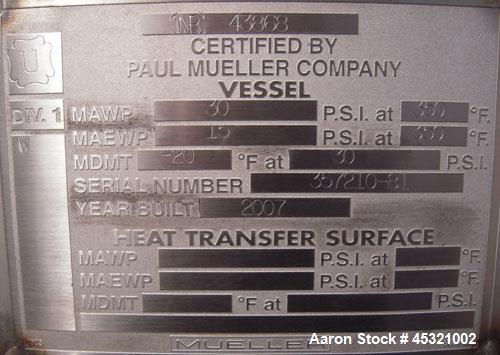 (NB) 43868
CERTIFIED BY
PAUL MUELLER COMPANY
VESSEL
U
DIV. 1
MAWP 30 P.S.I. at 350 °F.
W
MAEWP 15 P.S.I. at 350 °F.
MDMT -20 °F at 30 P.S.I.
SERIAL NUMBER 357210-81
YEAR BUILT 2007
HEAT TRANSFER SURFACE
MAWP P.S.I. at °F.
MAEWP P.S.I. at °F.
MDMT °F at P.S.I.
MUELLER
Aaron Stock # 45321002